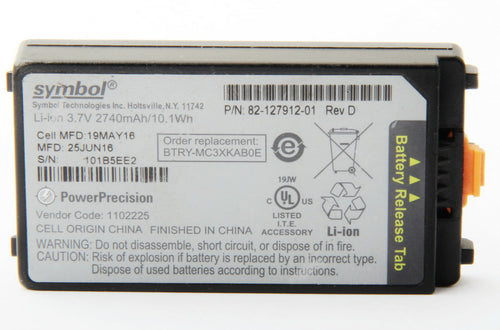 symbol®
Symbol Technologies Inc. Holtsville, N.Y. 11742
Li-ion 3.7V 2740mAh/10.1Wh
P/N: 82-127912-01 Rev D
Cell MFD:19MAY16
MFD: 25JUN16
S/N: 101B5EE2
Order replacement:
BTRY-MC3XKAB0E
PowerPrecision
Vendor Code: 1102225
19JW
C UL US
LISTED
I.T.E.
ACCESSORY
Li-ion
CELL ORIGIN CHINA FINISHED IN CHINA
WARNING: Do not disassemble, short circuit, or dispose of in fire.
CAUTION: Risk of explosion if battery is replaced by an incorrect type.
Dispose of used batteries according to instructions.
Battery Release Tab